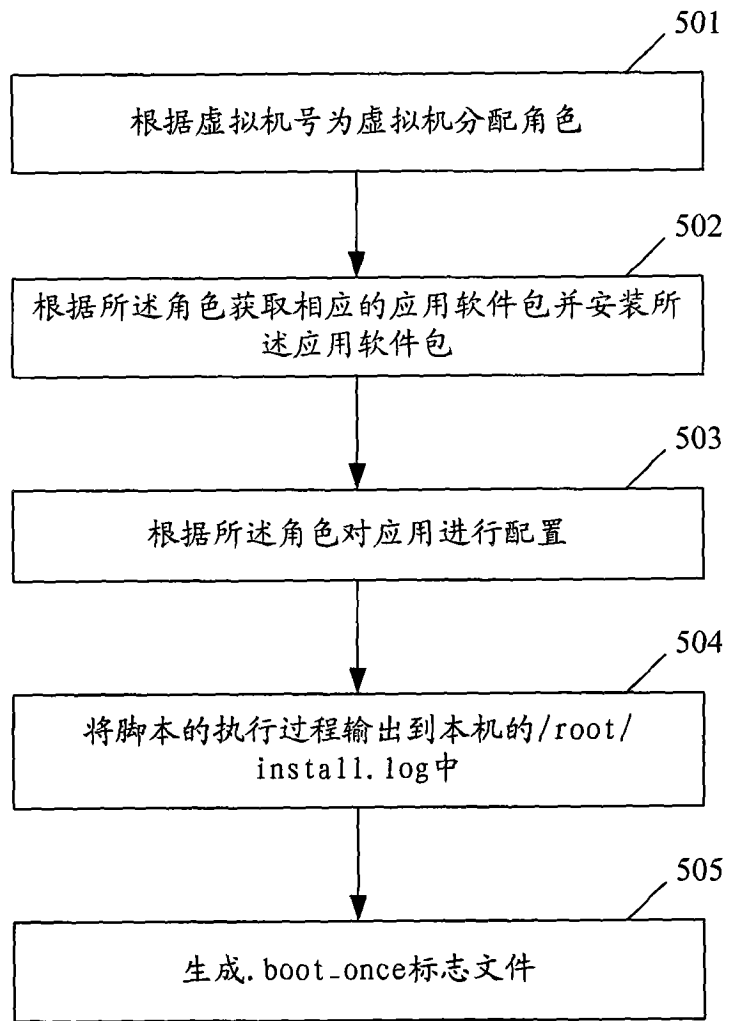 501
根据虚拟机号为虚拟机分配角色
502
根据所述角色获取相应的应用软件包并安装所
述应用软件包
503
根据所述角色对应用进行配置
504
将脚本的执行过程输出到本机的/root/
install.log中
505
生成.boot_once标志文件